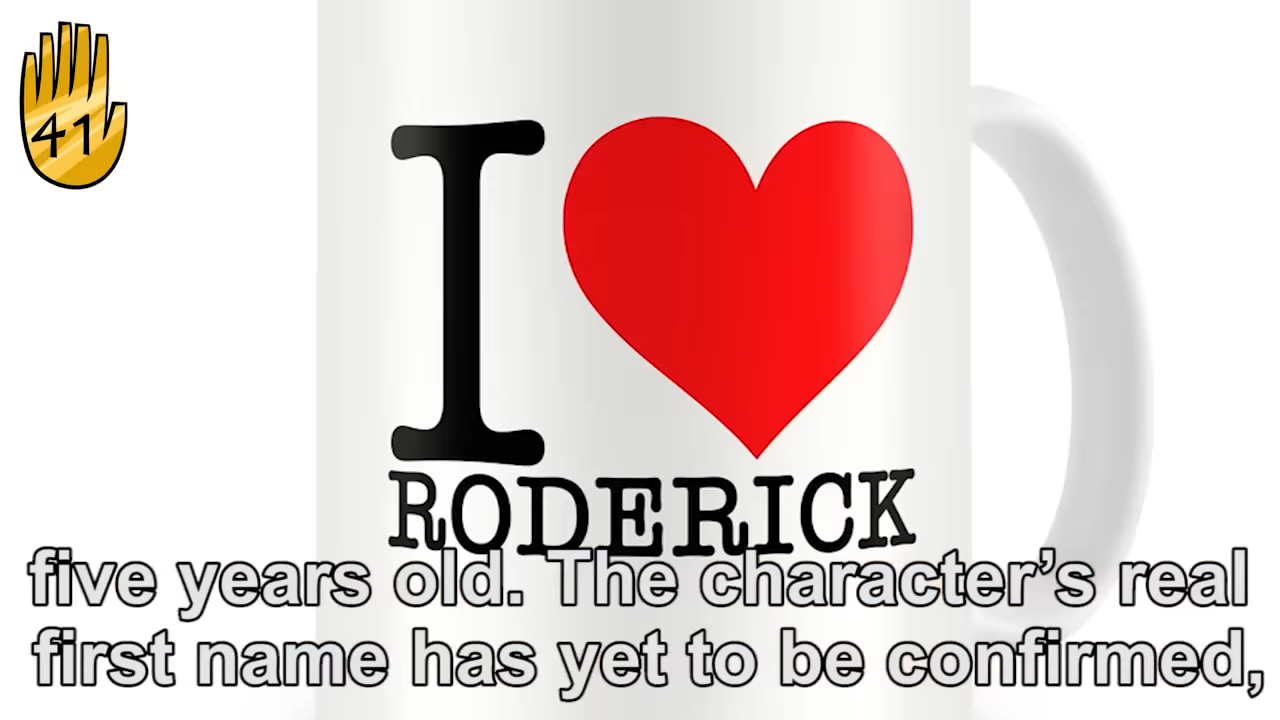 41
I
RODERICK
five years old. The character’s real
first name has yet to be confirmed,